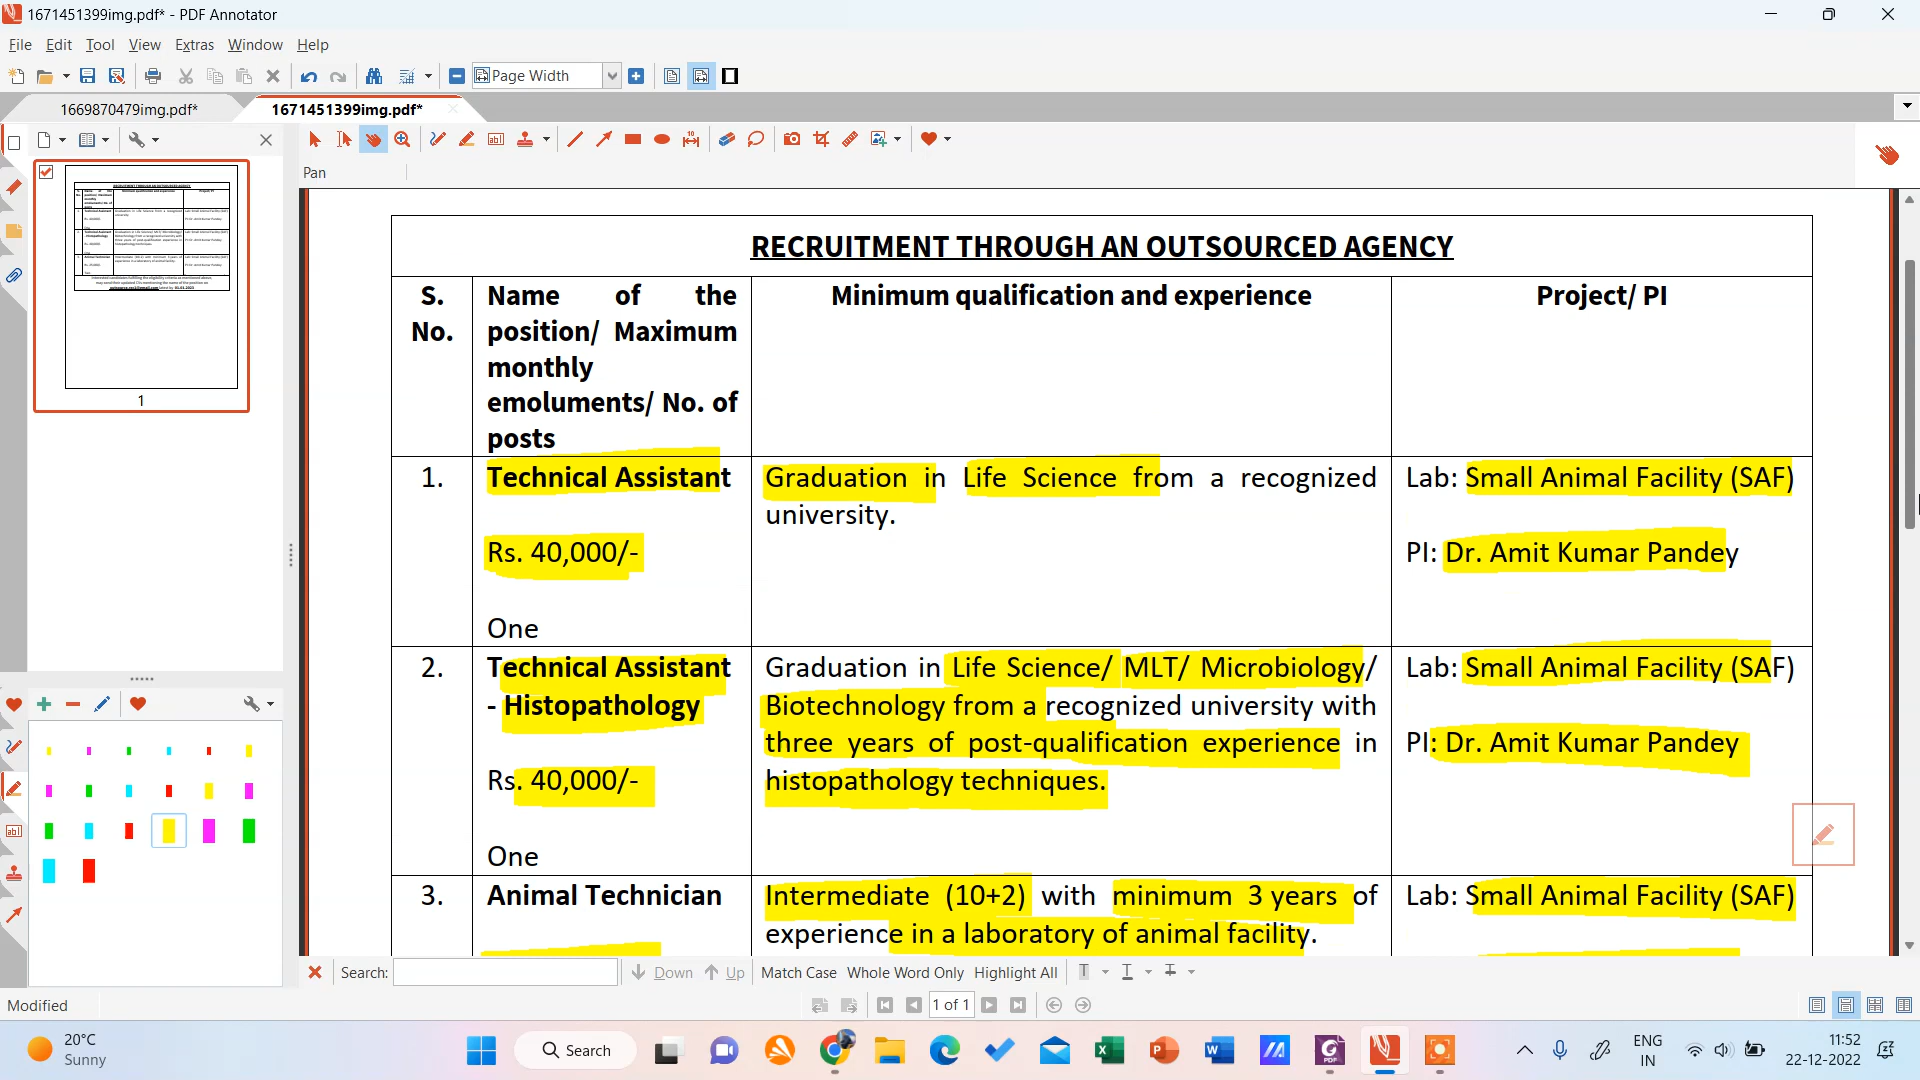 1671451399img.pdf* - PDF Annotator
File Edit Tool View Extras Window Help
Page Width
1669870479img.pdf* 1671451399img.pdf*
Pan
RECRUITMENT THROUGH AN OUTSOURCED AGENCY
S. No.
Name of the
position/ Maximum
monthly
emoluments/ No. of
posts
Minimum qualification and experience
Project/ PI
1.
Technical Assistant
Rs. 40,000/-
One
Graduation in Life Science from a recognized
university.
Lab: Small Animal Facility (SAF)
PI: Dr. Amit Kumar Pandey
2.
Technical Assistant
- Histopathology
Rs. 40,000/-
One
Graduation in Life Science/ MLT/ Microbiology/
Biotechnology from a recognized university with
three years of post-qualification experience in
histopathology techniques.
Lab: Small Animal Facility (SAF)
PI: Dr. Amit Kumar Pandey
3.
Animal Technician
Intermediate (10+2) with minimum 3 years of
experience in a laboratory of animal facility.
Lab: Small Animal Facility (SAF)
1
Search: Down Up Match Case Whole Word Only Highlight All
Modified
1 of 1
20°C
Sunny
Search
ENG
IN
11:52
22-12-2022